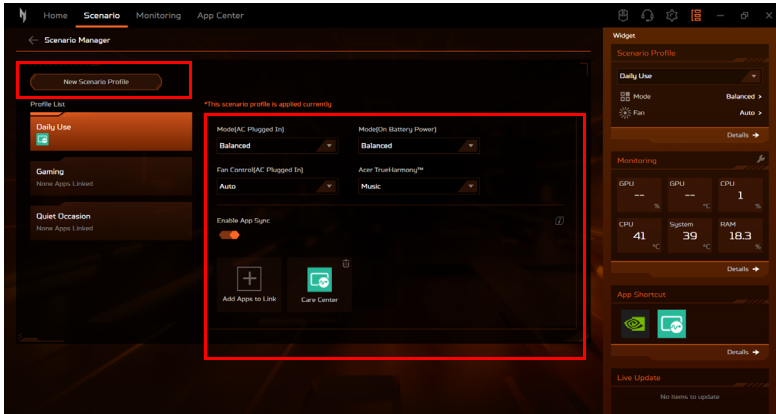 Home Scenario Monitoring App Center
Scenario Manager
New Scenario Profile
Profile List
Daily Use
Gaming
None Apps Linked
Quiet Occasion
None Apps Linked
*This scenario profile is applied currently
Mode(AC Plugged In) Mode(On Battery Power)
Balanced Balanced
Fan Control(AC Plugged In) Acer TrueHarmony™
Auto Music
Enable App Sync
Add Apps to Link Care Center
Widget
Scenario Profile
Daily Use
Mode Balanced >
Fan Auto >
Details →
Monitoring
GPU GPU CPU
-- -- 1
% °C %
CPU System RAM
41 39 18.3
°C °C %
Details →
App Shortcut
Details →
Live Update
No items to update